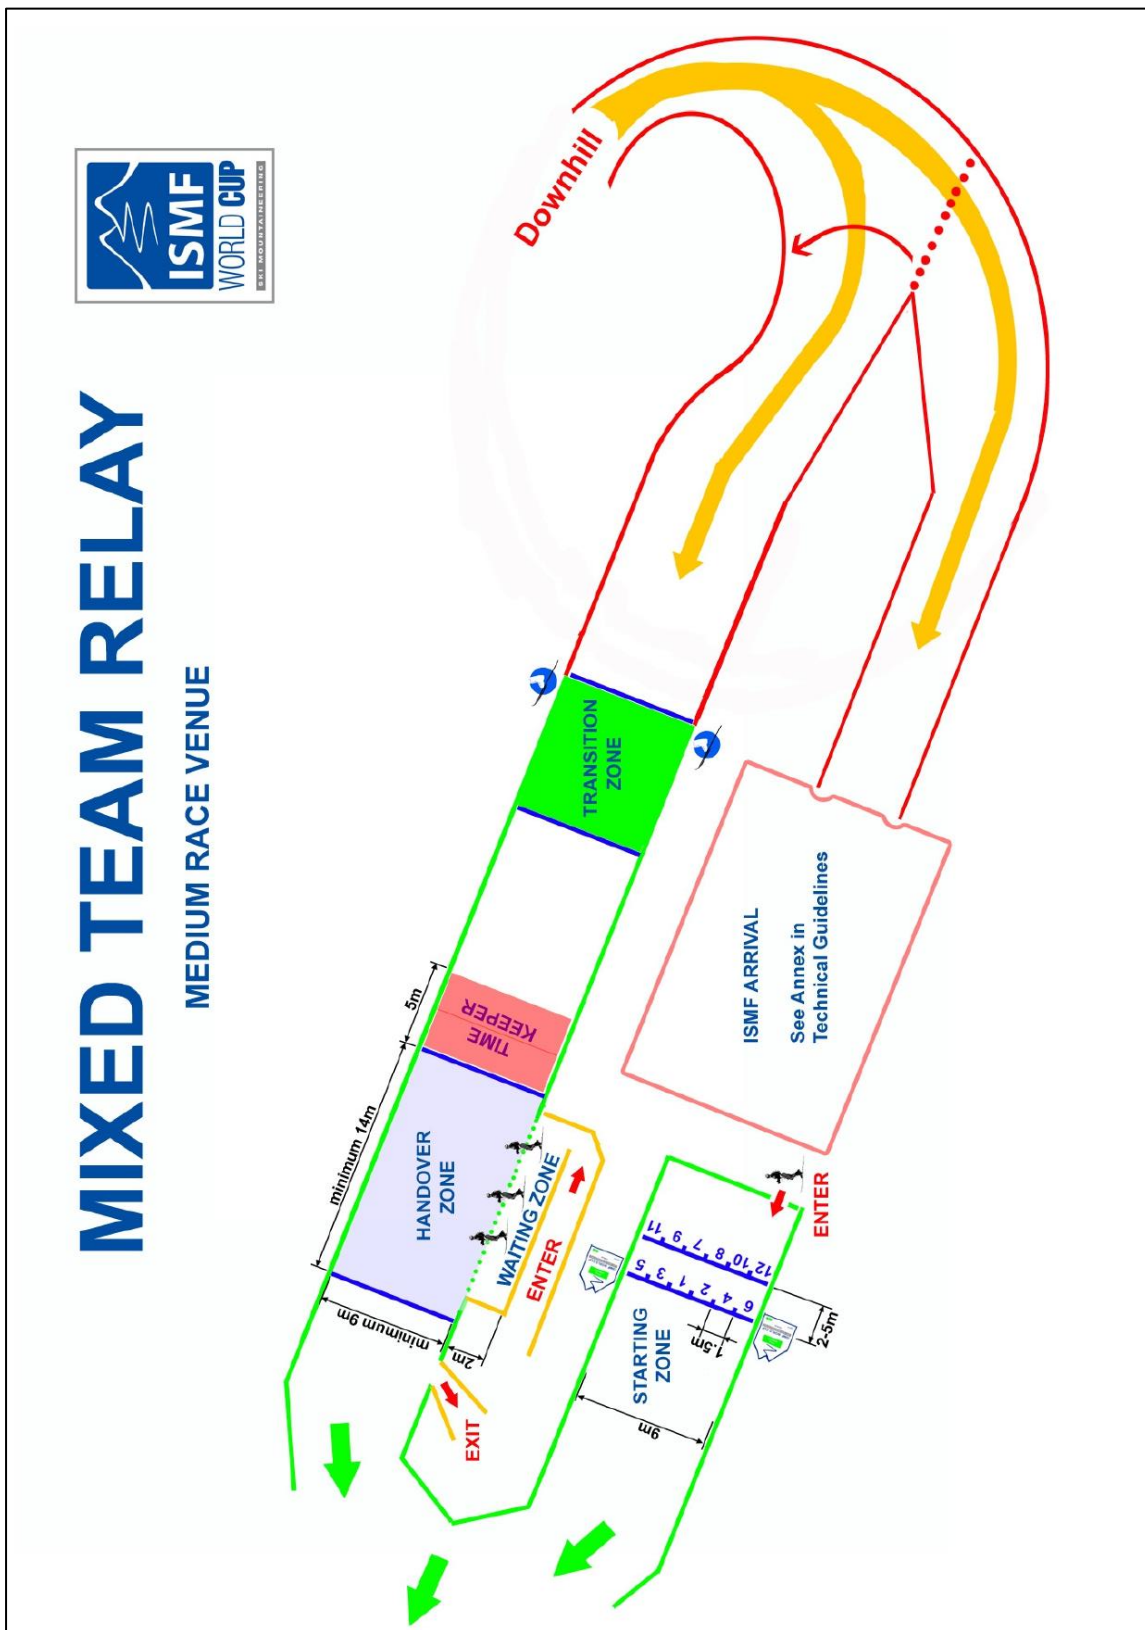 MIXED TEAM RELAY
MEDIUM RACE VENUE
ISMF
WORLD CUP
SKI MOUNTAINEERING
Downhill
TRANSITION
ZONE
5m
TIME
KEEPER
minimum 14m
HANDOVER
ZONE
minimum 9m
2m
WAITING ZONE
ENTER
EXIT
ISMF ARRIVAL
See Annex in
Technical Guidelines
ENTER
STARTING
ZONE
5 3 1 2 4 6
11 9 7 8 10 12
1-5m
2-5m
9m